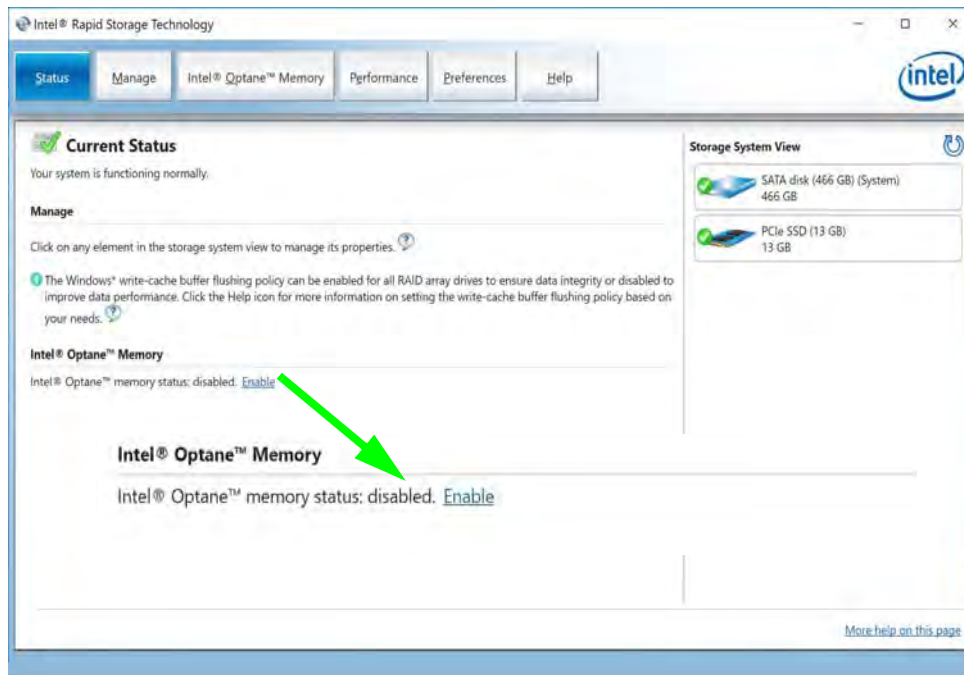 Intel® Rapid Storage Technology
Status
Manage
Intel® Optane™ Memory
Performance
Preferences
Help
intel
Current Status
Your system is functioning normally.
Manage
Click on any element in the storage system view to manage its properties.
The Windows* write-cache buffer flushing policy can be enabled for all RAID array drives to ensure data integrity or disabled to
improve data performance. Click the Help icon for more information on setting the write-cache buffer flushing policy based on
your needs.
Intel® Optane™ Memory
Intel® Optane™ memory status: disabled. Enable
Intel® Optane™ Memory
Intel® Optane™ memory status: disabled. Enable
Storage System View
SATA disk (466 GB) (System)
466 GB
PCIe SSD (13 GB)
13 GB
More help on this page